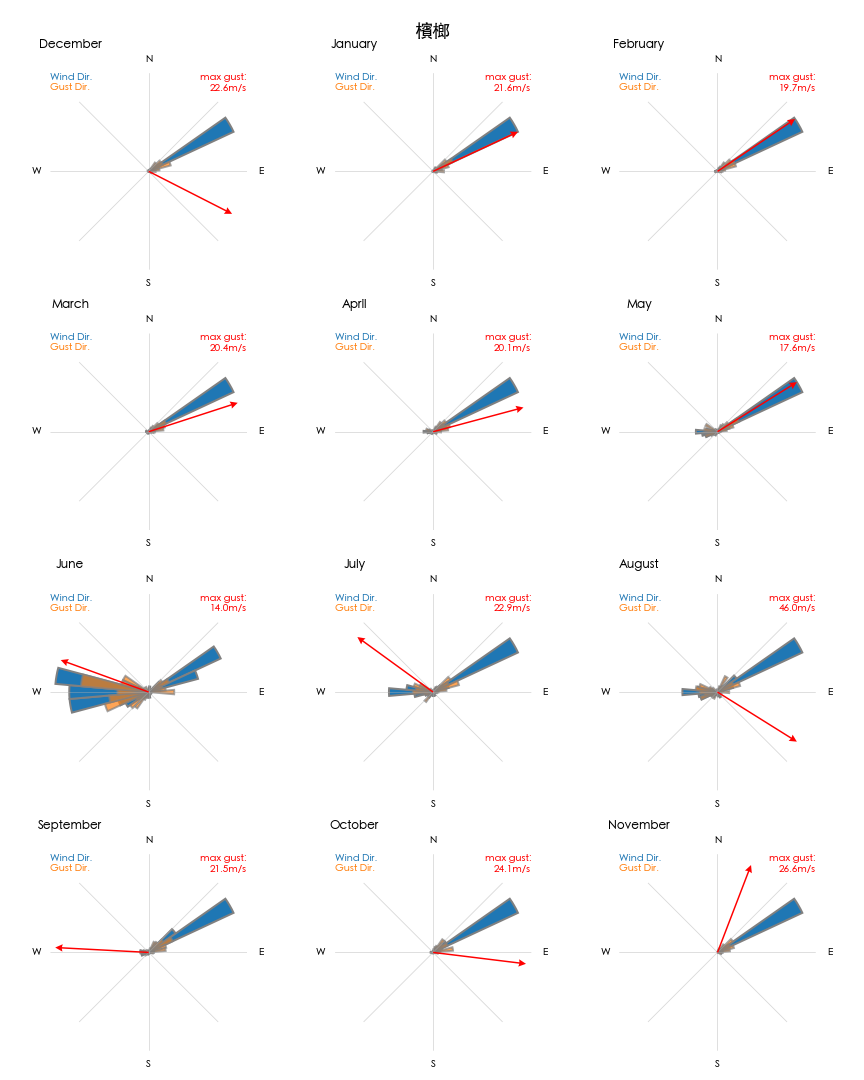 檳榔
December
N
Wind Dir.
Gust Dir.
max gust:
22.6m/s
W
E
S
January
N
Wind Dir.
Gust Dir.
max gust:
21.6m/s
W
E
S
February
N
Wind Dir.
Gust Dir.
max gust:
19.7m/s
W
E
S
March
N
Wind Dir.
Gust Dir.
max gust:
20.4m/s
W
E
S
April
N
Wind Dir.
Gust Dir.
max gust:
20.1m/s
W
E
S
May
N
Wind Dir.
Gust Dir.
max gust:
17.6m/s
W
E
S
June
N
Wind Dir.
Gust Dir.
max gust:
14.0m/s
W
E
S
July
N
Wind Dir.
Gust Dir.
max gust:
22.9m/s
W
E
S
August
N
Wind Dir.
Gust Dir.
max gust:
46.0m/s
W
E
S
September
N
Wind Dir.
Gust Dir.
max gust:
21.5m/s
W
E
S
October
N
Wind Dir.
Gust Dir.
max gust:
24.1m/s
W
E
S
November
N
Wind Dir.
Gust Dir.
max gust:
26.6m/s
W
E
S